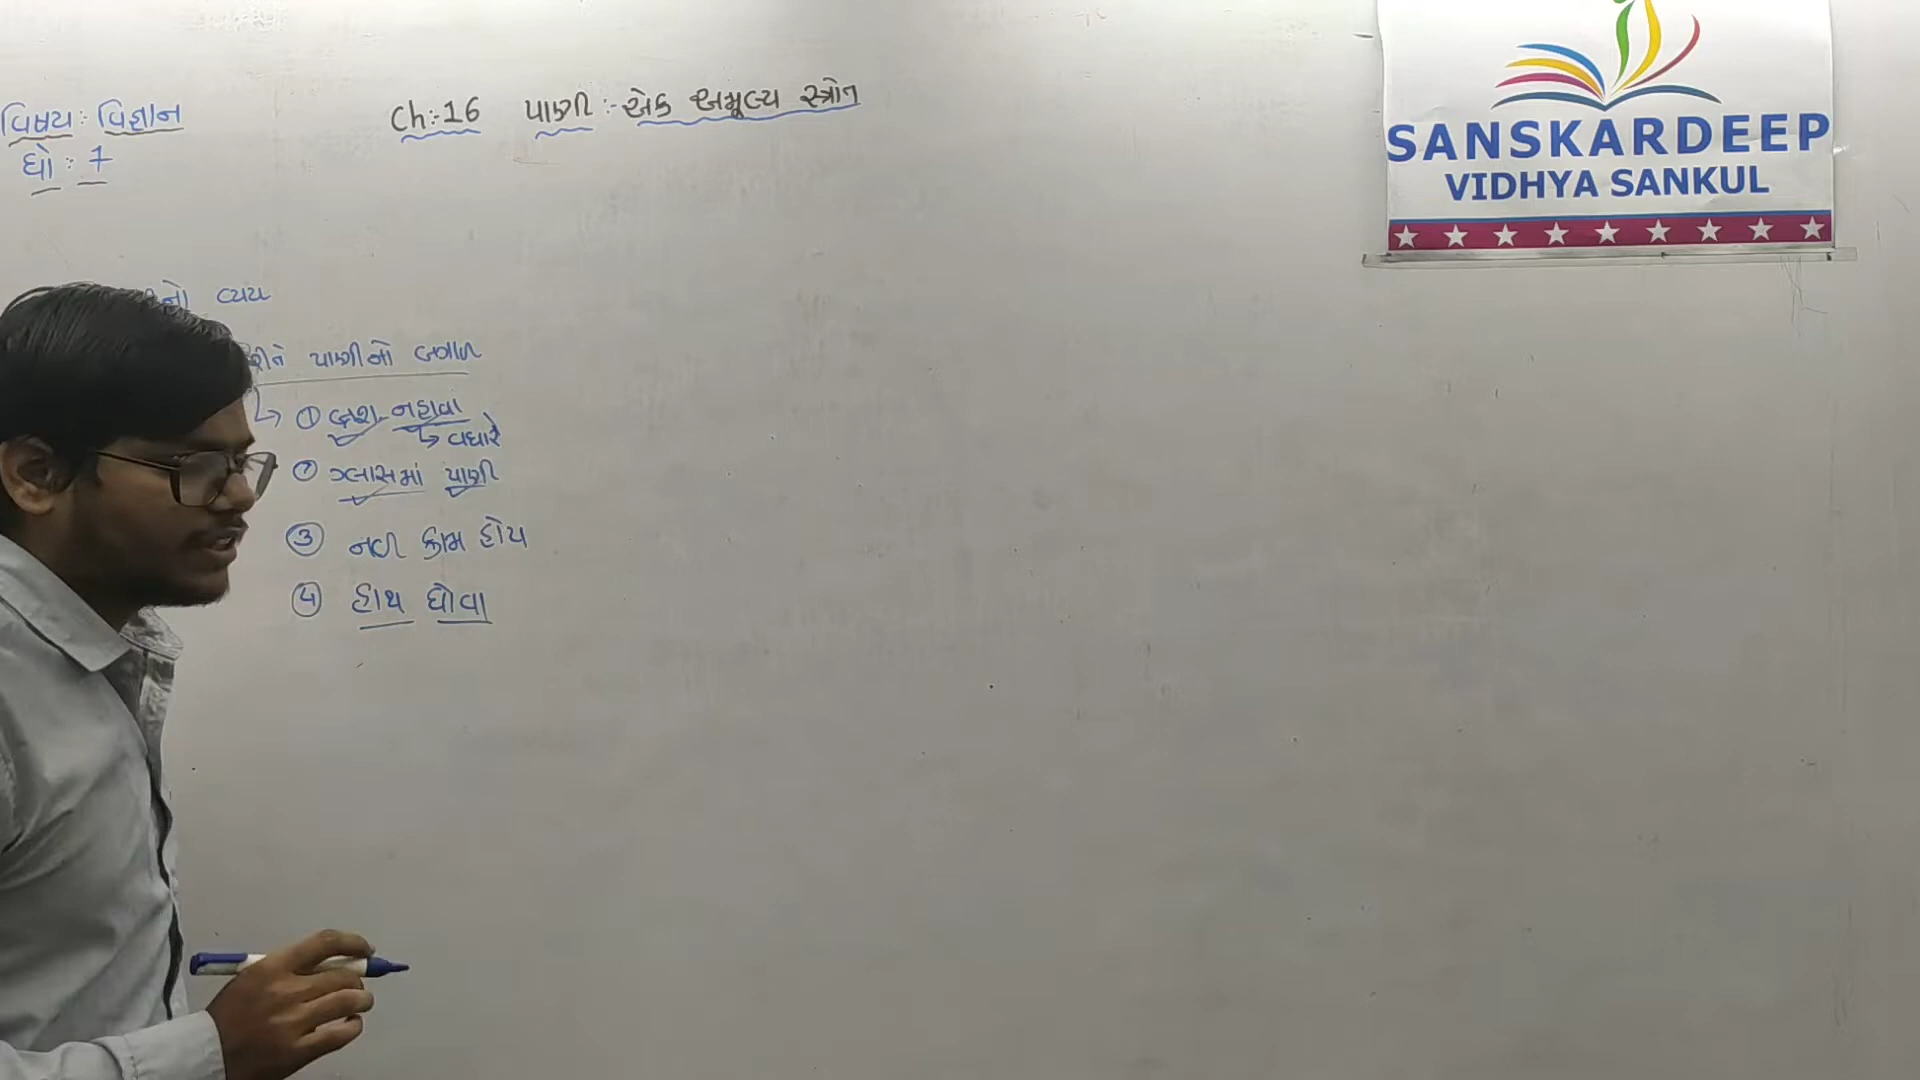 વિષય : વિજ્ઞાન
ધો : 7
Ch:16 પાણી :- એક અમૂલ્ય સ્ત્રોત
SANSKARDEEP
VIDHYA SANKUL
નો વ્યય
પાણીનો બગાડ
→ ① બ્રશ, નહાવા
↳ વધારે
② ગ્લાસમાં પાણી
③ નળ કામ હોય
④ હાથ ધોવા